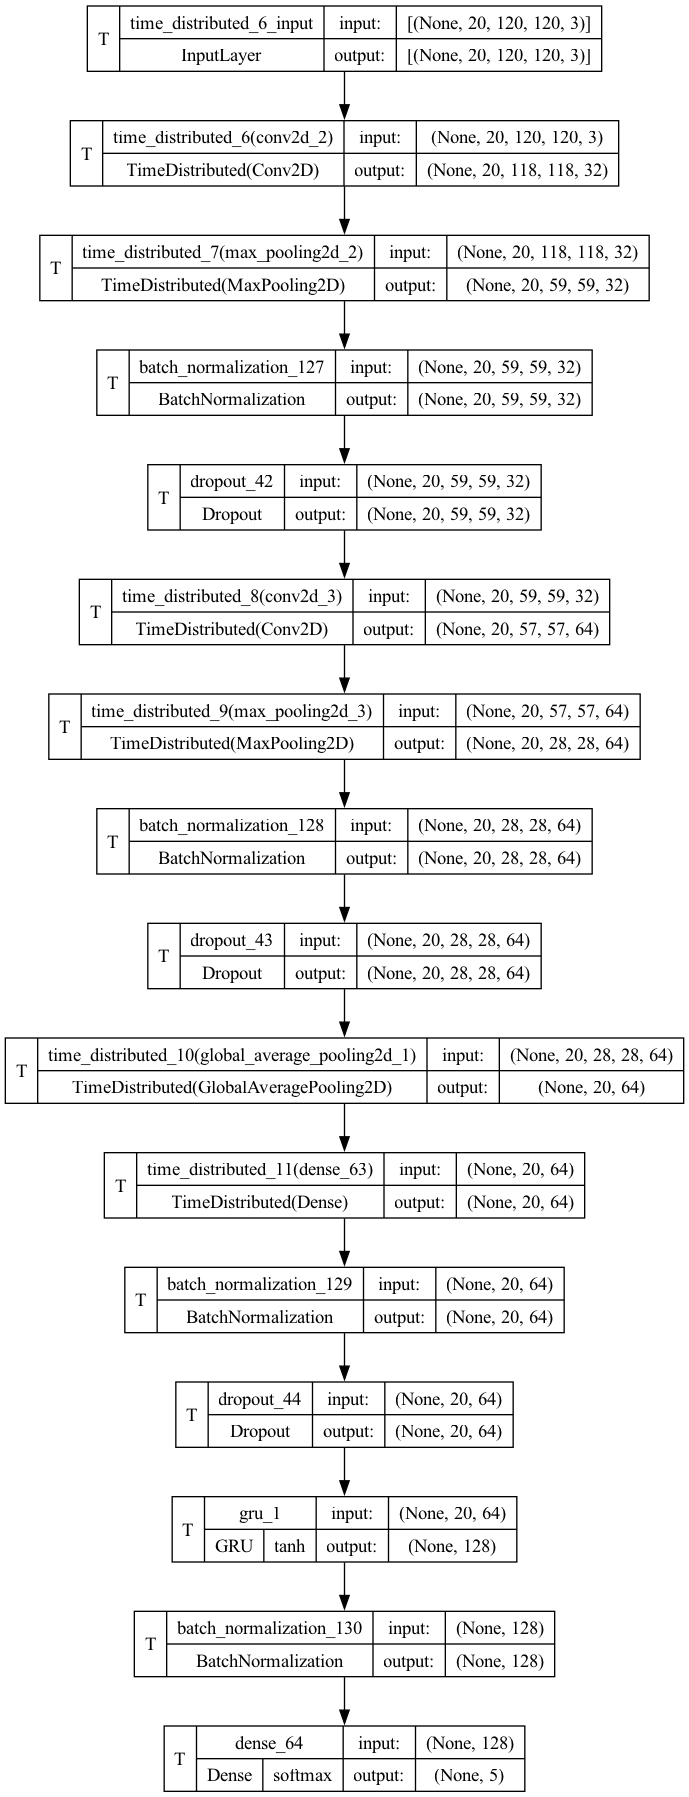 T time_distributed_6_input input: [(None, 20, 120, 120, 3)]
InputLayer output: [(None, 20, 120, 120, 3)]
T time_distributed_6(conv2d_2) input: (None, 20, 120, 120, 3)
TimeDistributed(Conv2D) output: (None, 20, 118, 118, 32)
T time_distributed_7(max_pooling2d_2) input: (None, 20, 118, 118, 32)
TimeDistributed(MaxPooling2D) output: (None, 20, 59, 59, 32)
T batch_normalization_127 input: (None, 20, 59, 59, 32)
BatchNormalization output: (None, 20, 59, 59, 32)
T dropout_42 input: (None, 20, 59, 59, 32)
Dropout output: (None, 20, 59, 59, 32)
T time_distributed_8(conv2d_3) input: (None, 20, 59, 59, 32)
TimeDistributed(Conv2D) output: (None, 20, 57, 57, 64)
T time_distributed_9(max_pooling2d_3) input: (None, 20, 57, 57, 64)
TimeDistributed(MaxPooling2D) output: (None, 20, 28, 28, 64)
T batch_normalization_128 input: (None, 20, 28, 28, 64)
BatchNormalization output: (None, 20, 28, 28, 64)
T dropout_43 input: (None, 20, 28, 28, 64)
Dropout output: (None, 20, 28, 28, 64)
T time_distributed_10(global_average_pooling2d_1) input: (None, 20, 28, 28, 64)
TimeDistributed(GlobalAveragePooling2D) output: (None, 20, 64)
T time_distributed_11(dense_63) input: (None, 20, 64)
TimeDistributed(Dense) output: (None, 20, 64)
T batch_normalization_129 input: (None, 20, 64)
BatchNormalization output: (None, 20, 64)
T dropout_44 input: (None, 20, 64)
Dropout output: (None, 20, 64)
T gru_1 input: (None, 20, 64)
GRU tanh output: (None, 128)
T batch_normalization_130 input: (None, 128)
BatchNormalization output: (None, 128)
T dense_64 input: (None, 128)
Dense softmax output: (None, 5)